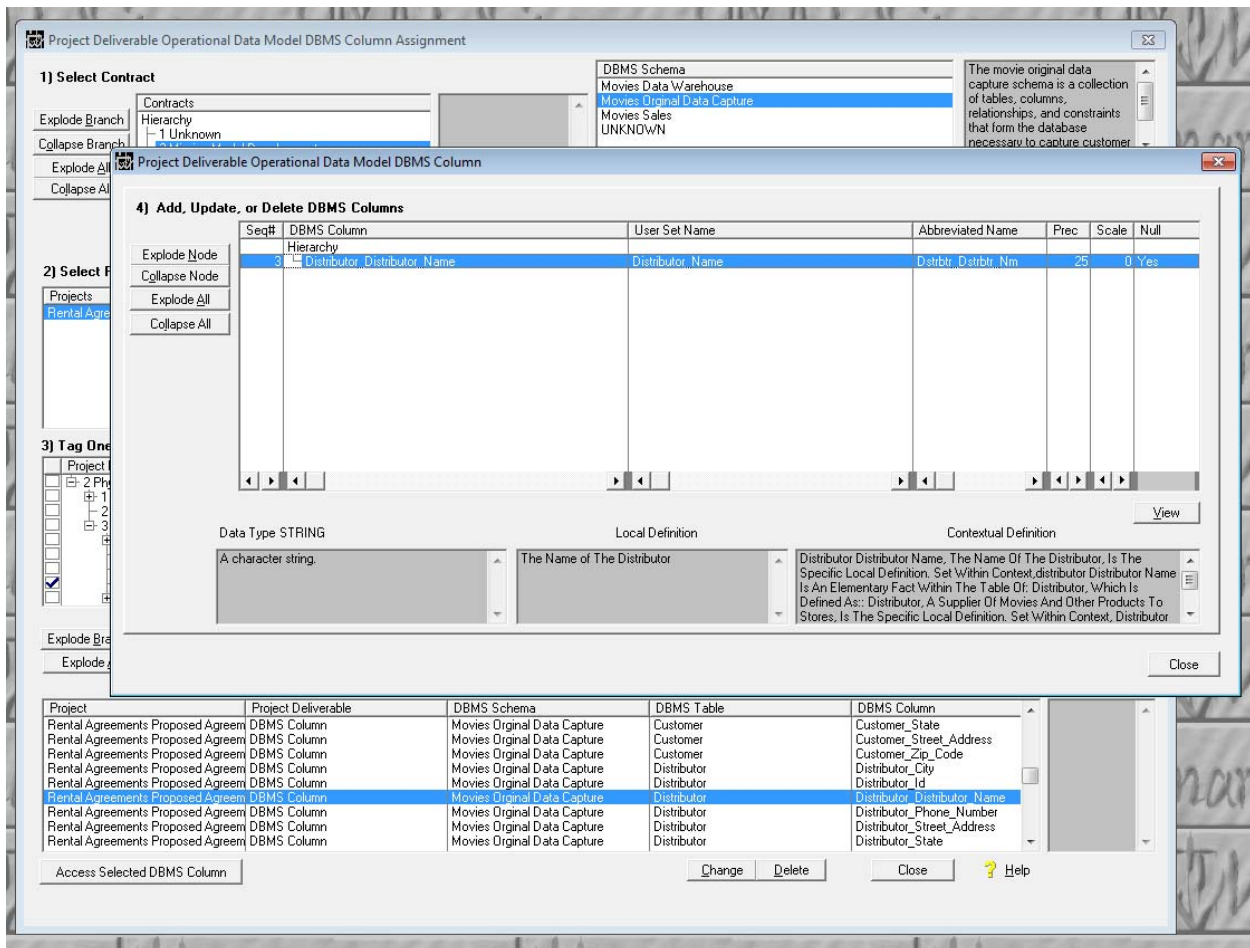 Project Deliverable Operational Data Model DBMS Column Assignment
1) Select Contract
Contracts
Hierarchy
1 Unknown
Explode Branch
Collapse Branch
Explode All
Collapse Al
DBMS Schema
Movies Data Warehouse
Movies Orginal Data Capture
Movies Sales
UNKNOWN
The movie original data
capture schema is a collection
of tables, columns,
relationships, and constraints
that form the database
necessary to capture customer
Project Deliverable Operational Data Model DBMS Column
4) Add, Update, or Delete DBMS Columns
Seq# DBMS Column User Set Name Abbreviated Name Prec Scale Null
Hierarchy
3 Distributor_Distributor_Name Distributor_Name Dstrbtr_Dstrbtr_Nm 25 0 Yes
Explode Node
Collapse Node
Explode All
Collapse All
View
Data Type STRING Local Definition Contextual Definition
A character string.
The Name of The Distributor
Distributor Distributor Name, The Name Of The Distributor, Is The
Specific Local Definition. Set Within Context,distributor Distributor Name
Is An Elementary Fact Within The Table Of: Distributor, Which Is
Defined As:: Distributor, A Supplier Of Movies And Other Products To
Stores, Is The Specific Local Definition. Set Within Context, Distributor
Close
2) Select
Projects
Rental Agre
3) Tag One
Project
2 Ph
1
2
3
Explode Bra
Explode
Project Project Deliverable DBMS Schema DBMS Table DBMS Column
Rental Agreements Proposed Agreem DBMS Column Movies Orginal Data Capture Customer Customer_State
Rental Agreements Proposed Agreem DBMS Column Movies Orginal Data Capture Customer Customer_Street_Address
Rental Agreements Proposed Agreem DBMS Column Movies Orginal Data Capture Customer Customer_Zip_Code
Rental Agreements Proposed Agreem DBMS Column Movies Orginal Data Capture Distributor Distributor_City
Rental Agreements Proposed Agreem DBMS Column Movies Orginal Data Capture Distributor Distributor_Id
Rental Agreements Proposed Agreem DBMS Column Movies Orginal Data Capture Distributor Distributor_Distributor_Name
Rental Agreements Proposed Agreem DBMS Column Movies Orginal Data Capture Distributor Distributor_Phone_Number
Rental Agreements Proposed Agreem DBMS Column Movies Orginal Data Capture Distributor Distributor_Street_Address
Rental Agreements Proposed Agreem DBMS Column Movies Orginal Data Capture Distributor Distributor_State
Access Selected DBMS Column
Change Delete Close Help